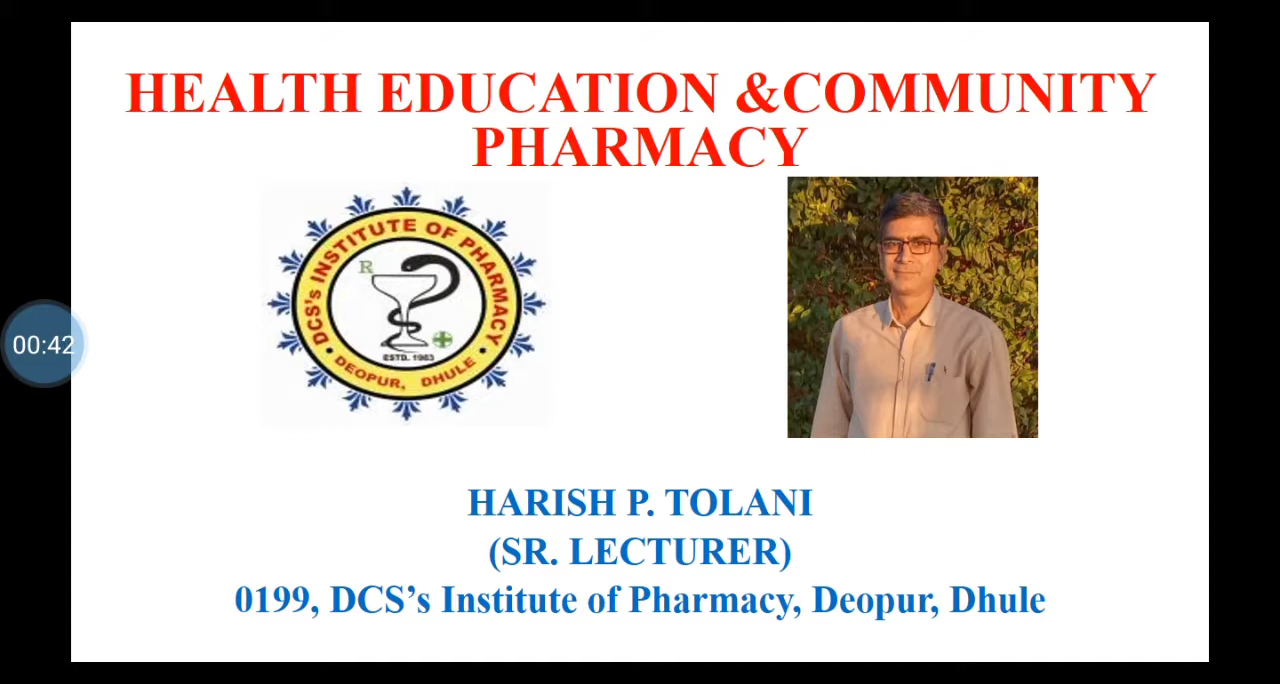 HEALTH EDUCATION &COMMUNITY
PHARMACY
DCS's INSTITUTE OF PHARMACY
R
ESTD. 1983
DEOPUR, DHULE
00:42
HARISH P. TOLANI
(SR. LECTURER)
0199, DCS’s Institute of Pharmacy, Deopur, Dhule